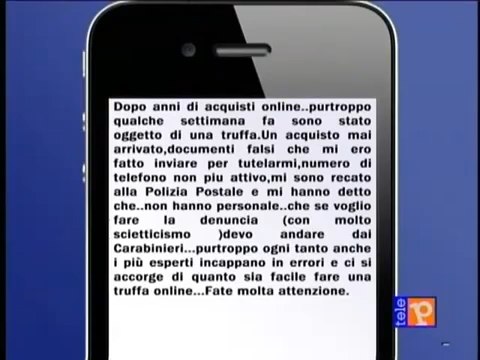 Dopo anni di acquisti online..purtroppo
qualche settimana fa sono stato
oggetto di una truffa.Un acquisto mai
arrivato,documenti falsi che mi ero
fatto inviare per tutelarmi,numero di
telefono non piu attivo,mi sono recato
alla Polizia Postale e mi hanno detto
che..non hanno personale..che se voglio
fare la denuncia (con molto
scietticismo )devo andare dai
Carabinieri...purtroppo ogni tanto anche
i più esperti incappano in errori e ci si
accorge di quanto sia facile fare una
truffa online...Fate molta attenzione.
tele p